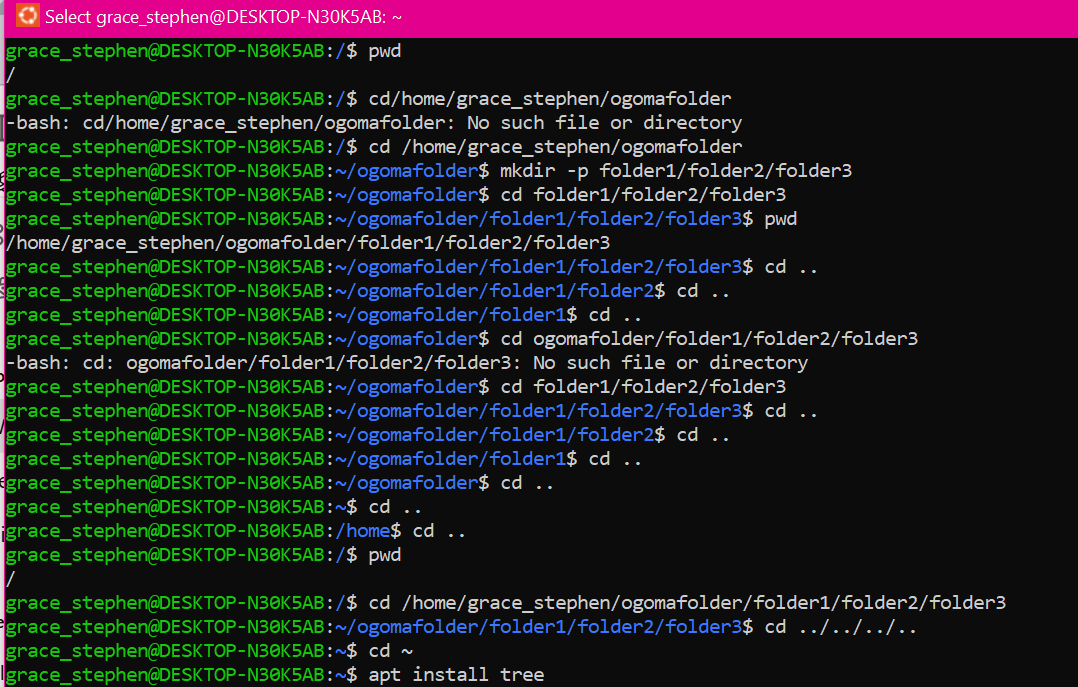 Select grace_stephen@DESKTOP-N30K5AB: ~
grace_stephen@DESKTOP-N30K5AB:/$ pwd
/
grace_stephen@DESKTOP-N30K5AB:/$ cd/home/grace_stephen/ogomafolder
-bash: cd/home/grace_stephen/ogomafolder: No such file or directory
grace_stephen@DESKTOP-N30K5AB:/$ cd /home/grace_stephen/ogomafolder
grace_stephen@DESKTOP-N30K5AB:~/ogomafolder$ mkdir -p folder1/folder2/folder3
grace_stephen@DESKTOP-N30K5AB:~/ogomafolder$ cd folder1/folder2/folder3
grace_stephen@DESKTOP-N30K5AB:~/ogomafolder/folder1/folder2/folder3$ pwd
/home/grace_stephen/ogomafolder/folder1/folder2/folder3
grace_stephen@DESKTOP-N30K5AB:~/ogomafolder/folder1/folder2/folder3$ cd ..
grace_stephen@DESKTOP-N30K5AB:~/ogomafolder/folder1/folder2$ cd ..
grace_stephen@DESKTOP-N30K5AB:~/ogomafolder/folder1$ cd ..
grace_stephen@DESKTOP-N30K5AB:~/ogomafolder$ cd ogomafolder/folder1/folder2/folder3
-bash: cd: ogomafolder/folder1/folder2/folder3: No such file or directory
grace_stephen@DESKTOP-N30K5AB:~/ogomafolder$ cd folder1/folder2/folder3
grace_stephen@DESKTOP-N30K5AB:~/ogomafolder/folder1/folder2/folder3$ cd ..
grace_stephen@DESKTOP-N30K5AB:~/ogomafolder/folder1/folder2$ cd ..
grace_stephen@DESKTOP-N30K5AB:~/ogomafolder/folder1$ cd ..
grace_stephen@DESKTOP-N30K5AB:~/ogomafolder$ cd ..
grace_stephen@DESKTOP-N30K5AB:~$ cd ..
grace_stephen@DESKTOP-N30K5AB:/home$ cd ..
grace_stephen@DESKTOP-N30K5AB:/$ pwd
/
grace_stephen@DESKTOP-N30K5AB:/$ cd /home/grace_stephen/ogomafolder/folder1/folder2/folder3
grace_stephen@DESKTOP-N30K5AB:~/ogomafolder/folder1/folder2/folder3$ cd ../../../..
grace_stephen@DESKTOP-N30K5AB:~$ cd ~
grace_stephen@DESKTOP-N30K5AB:~$ apt install tree